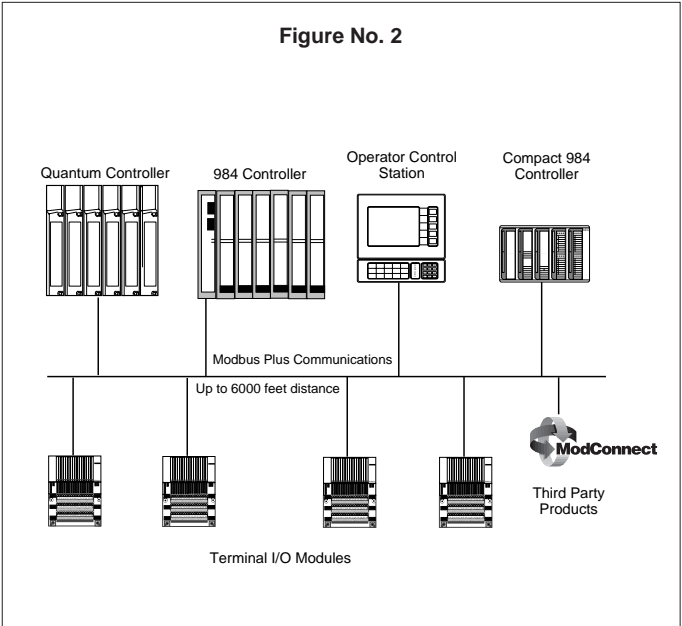 Figure No. 2
Quantum Controller
984 Controller
Operator Control
Station
Compact 984
Controller
Modbus Plus Communications
Up to 6000 feet distance
ModConnect
Third Party
Products
Terminal I/O Modules